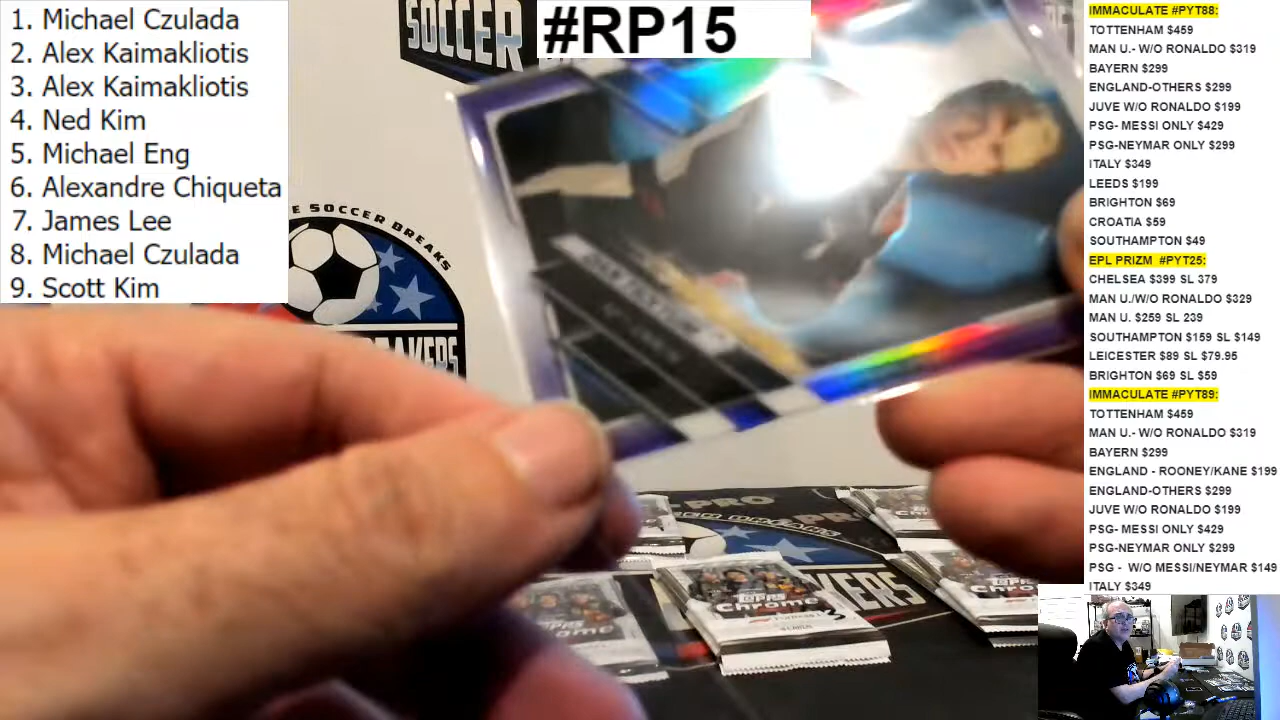 1. Michael Czulada
2. Alex Kaimakliotis
3. Alex Kaimakliotis
4. Ned Kim
5. Michael Eng
6. Alexandre Chiqueta
7. James Lee
8. Michael Czulada
9. Scott Kim
#RP15
SOCCER
E SOCCER BREAKS
Chrome
IMMACULATE #PYT88:
TOTTENHAM $459
MAN U.- W/O RONALDO $319
BAYERN $299
ENGLAND-OTHERS $299
JUVE W/O RONALDO $199
PSG- MESSI ONLY $429
PSG-NEYMAR ONLY $299
ITALY $349
LEEDS $199
BRIGHTON $69
CROATIA $59
SOUTHAMPTON $49
EPL PRIZM #PYT25:
CHELSEA $399 SL 379
MAN U./W/O RONALDO $329
MAN U. $259 SL 239
SOUTHAMPTON $159 SL $149
LEICESTER $89 SL $79.95
BRIGHTON $69 SL $59
IMMACULATE #PYT89:
TOTTENHAM $459
MAN U.- W/O RONALDO $319
BAYERN $299
ENGLAND - ROONEY/KANE $199
ENGLAND-OTHERS $299
JUVE W/O RONALDO $199
PSG- MESSI ONLY $429
PSG-NEYMAR ONLY $299
PSG - W/O MESSI/NEYMAR $149
ITALY $349